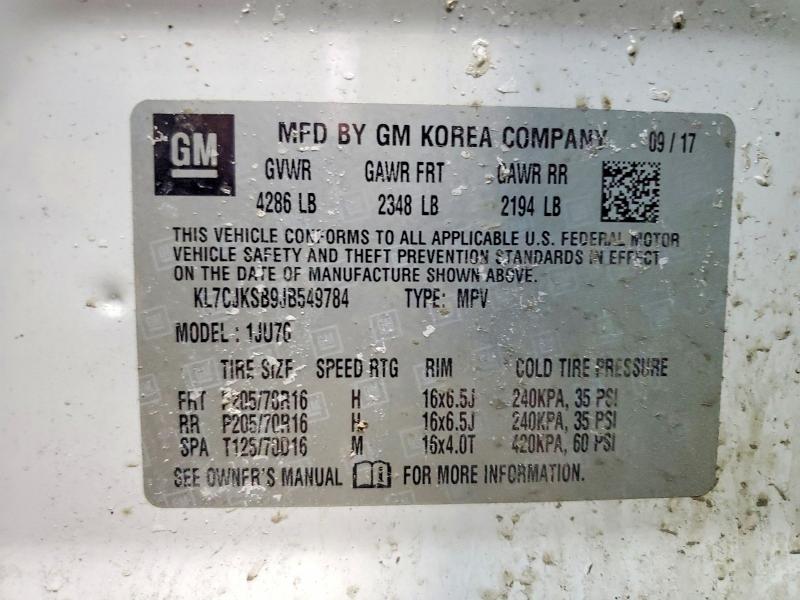 GM MFD BY GM KOREA COMPANY 09 / 17
GVWR GAWR FRT GAWR RR
4286 LB 2348 LB 2194 LB
THIS VEHICLE CONFORMS TO ALL APPLICABLE U.S. FEDERAL MOTOR
VEHICLE SAFETY AND THEFT PREVENTION STANDARDS IN EFFECT
ON THE DATE OF MANUFACTURE SHOWN ABOVE.
KL7CJKSB9JB549784 TYPE: MPV
MODEL : 1JU76
TIRE SIZE SPEED RTG RIM COLD TIRE PRESSURE
FRT P205/70R16 H 16x6.5J 240KPA, 35 PSI
RR P205/70R16 H 16x6.5J 240KPA, 35 PSI
SPA T125/70D16 M 16x4.0T 420KPA, 60 PSI
SEE OWNER'S MANUAL FOR MORE INFORMATION.